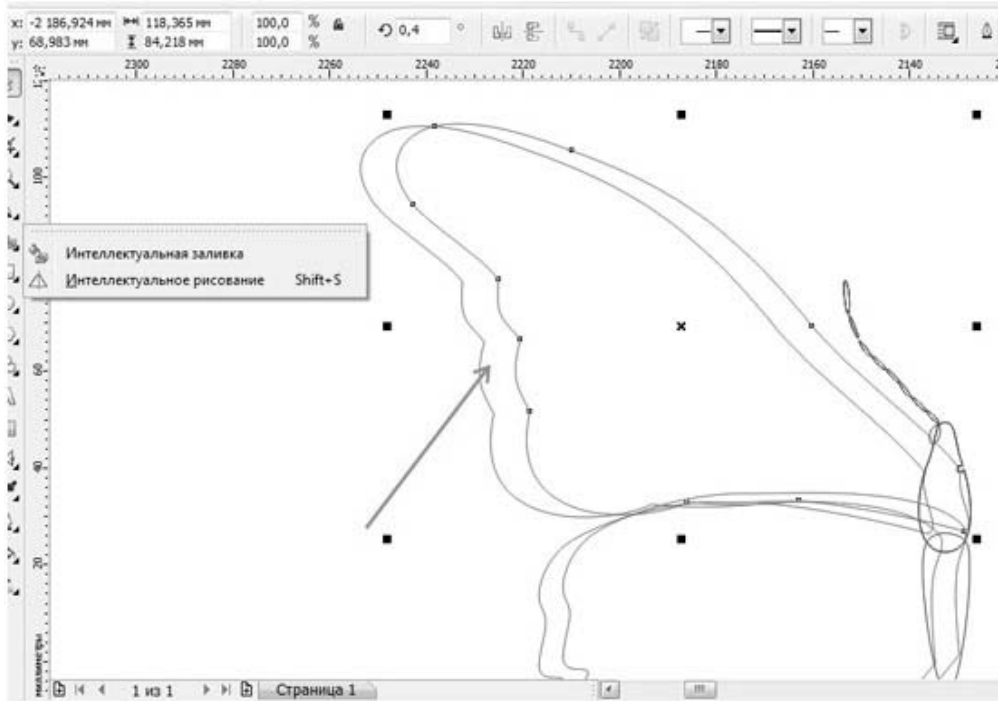 x: -2 186,924 мм 118,365 мм 100,0 % 0,4 °
y: 68,983 мм 84,218 мм 100,0 %
2300 2280 2260 2240 2220 2200 2180 2160 2140
100
Интеллектуальная заливка
Интеллектуальное рисование Shift+S
60
40
20
миллиметры
1 из 1 Страница 1